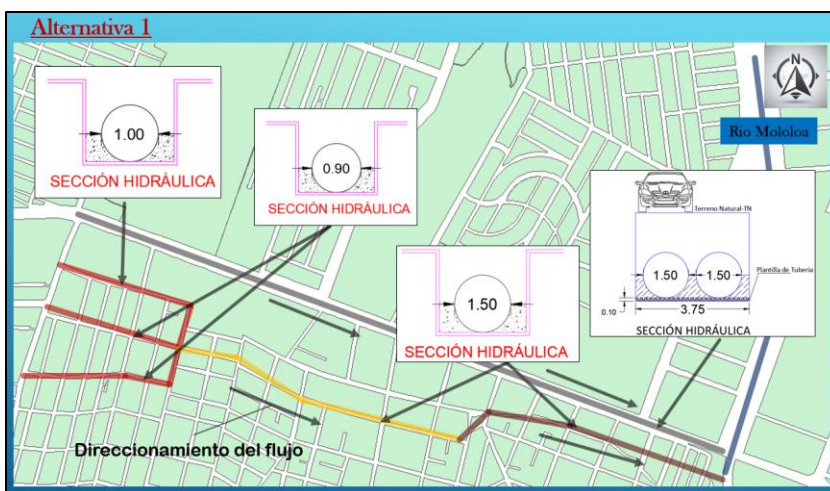 Alternativa 1
N
Rio Mololoa
1.00
SECCIÓN HIDRÁULICA
0.90
SECCIÓN HIDRÁULICA
Terreno Natural-TN
1.50 1.50
Plantilla de Tubería
0.10
3.75
SECCIÓN HIDRÁULICA
1.50
SECCIÓN HIDRÁULICA
Direccionamiento del flujo